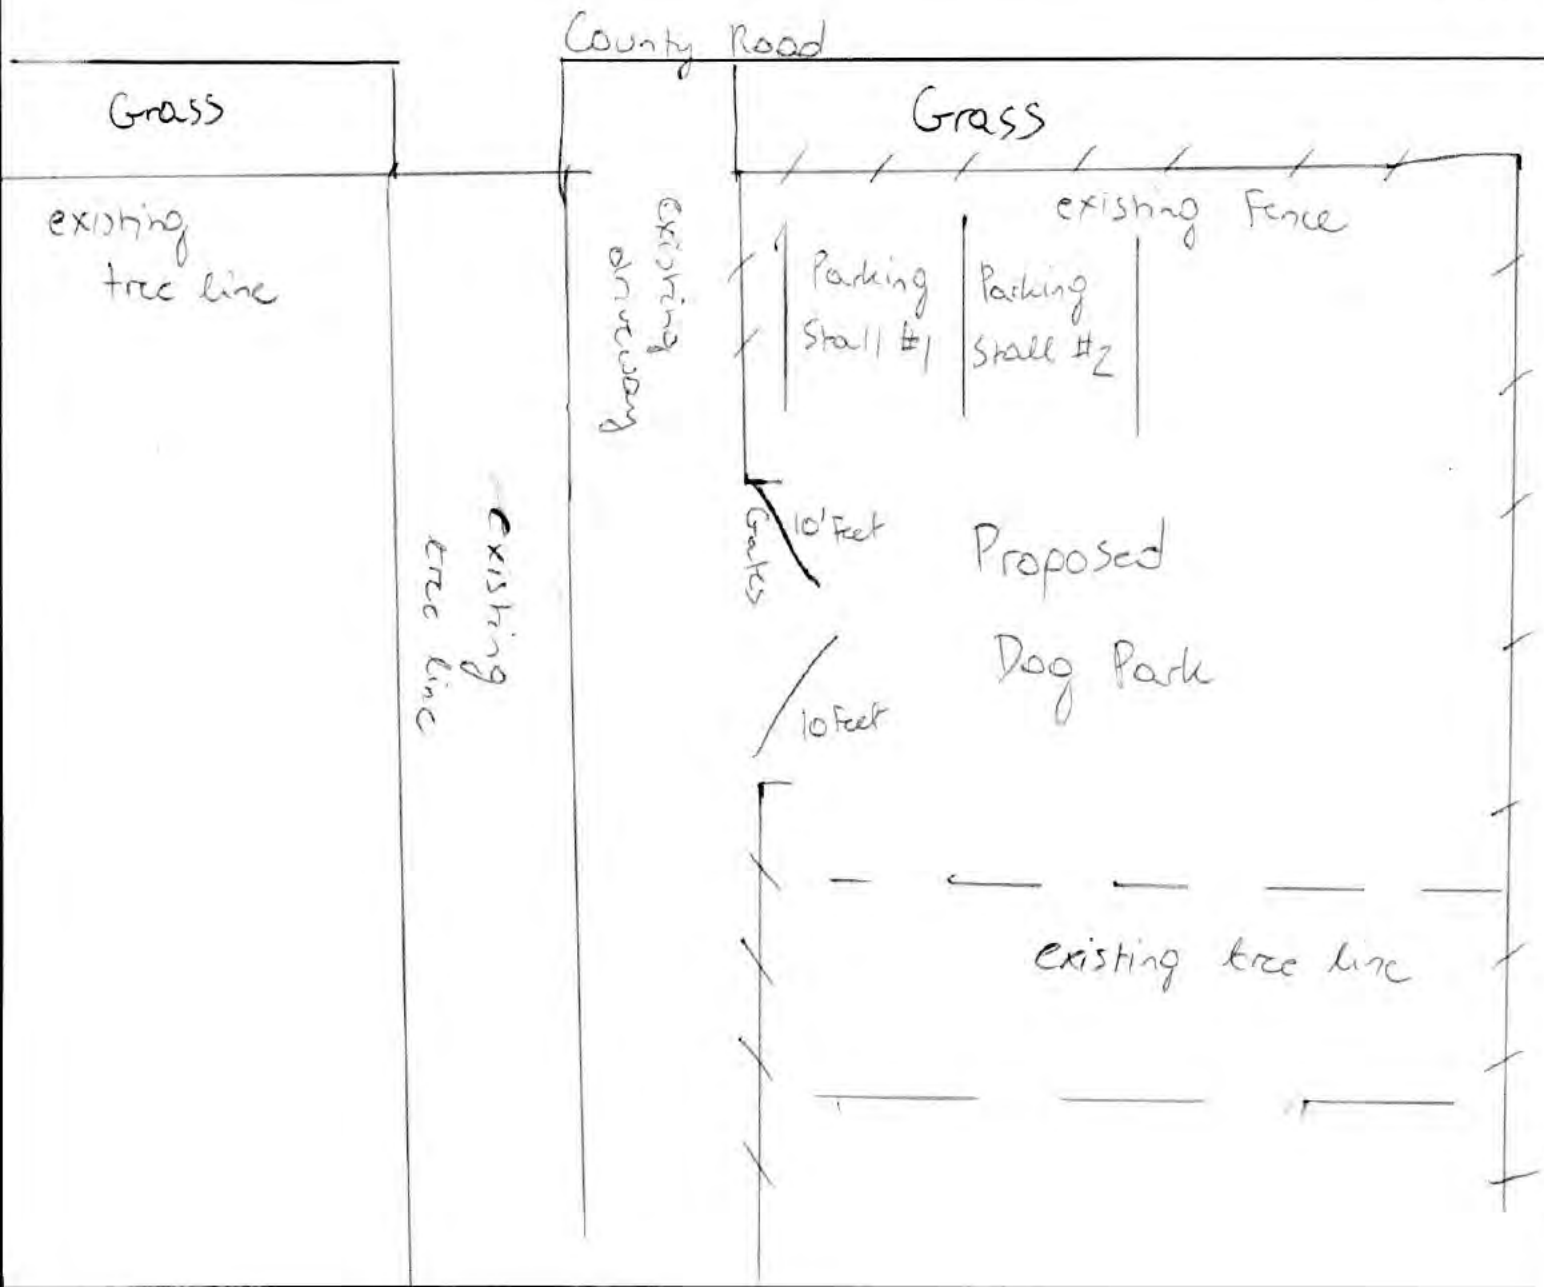 County Road
Grass
Grass
existing
tree line
existing
driveway
existing Fence
Parking
Stall #1
Parking
Stall #2
existing
tree line
Gates
10' Feet
Proposed
Dog Park
10 Feet
existing tree line